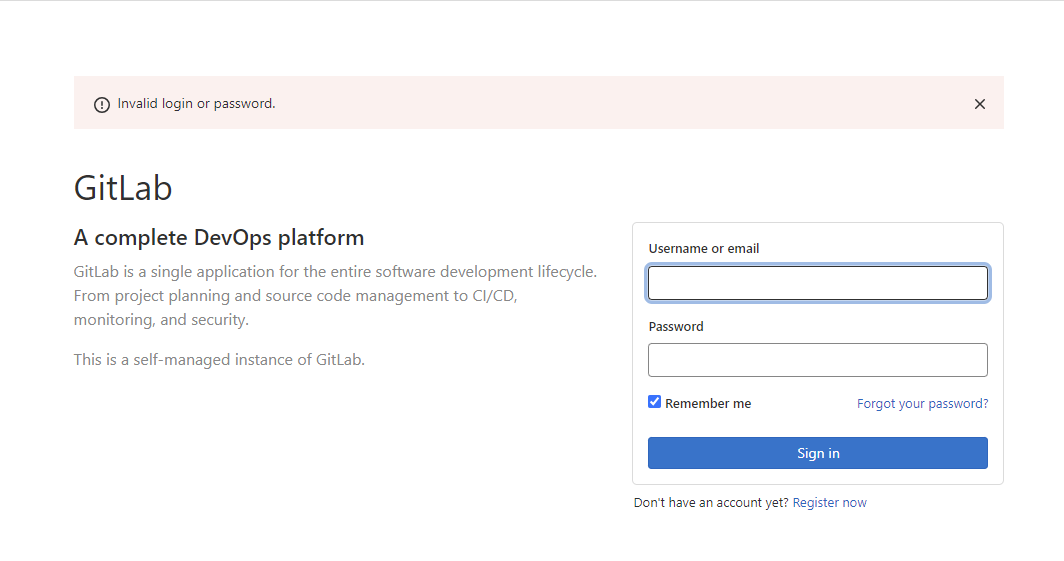 Invalid login or password.
GitLab
A complete DevOps platform
GitLab is a single application for the entire software development lifecycle.
From project planning and source code management to CI/CD,
monitoring, and security.
This is a self-managed instance of GitLab.
Username or email
Password
Remember me
Forgot your password?
Sign in
Don't have an account yet? Register now